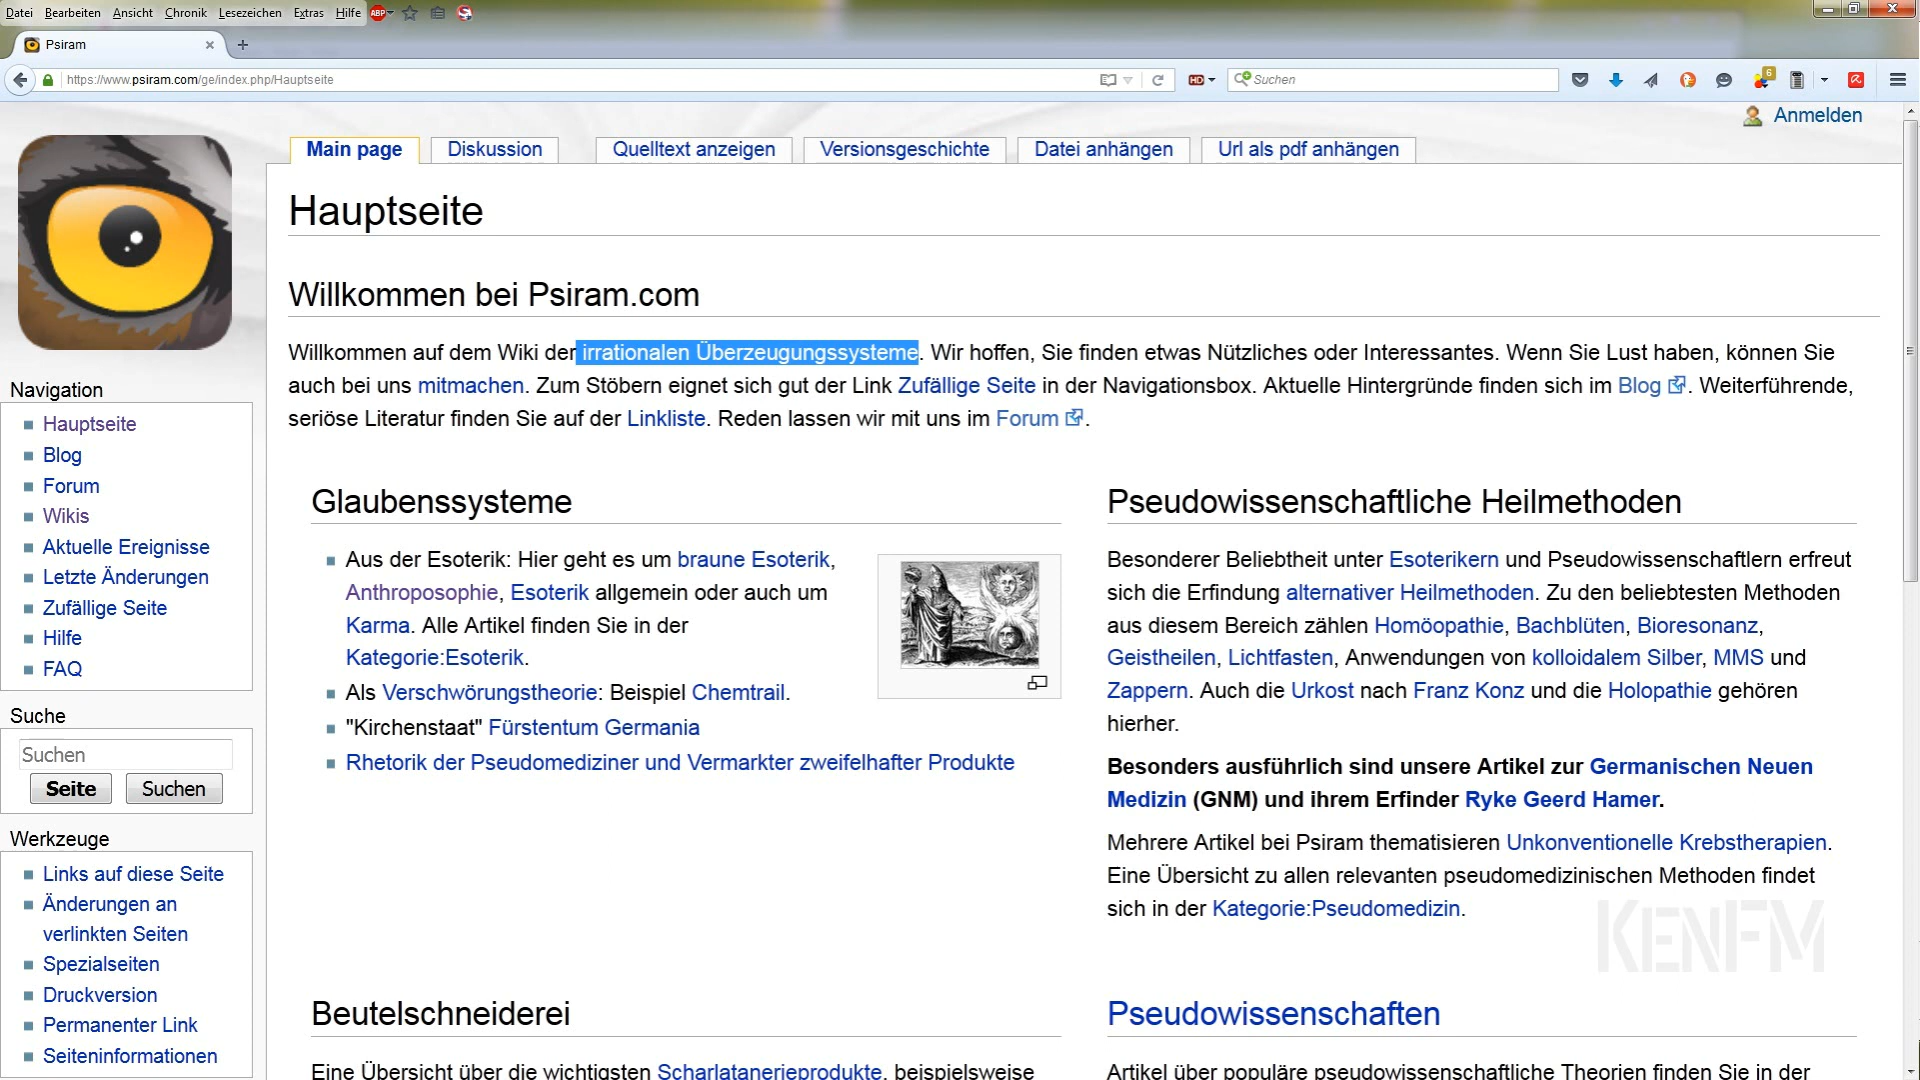 Datei Bearbeiten Ansicht Chronik Lesezeichen Extras Hilfe ABP
Psiram
https://www.psiram.com/ge/index.php/Hauptseite
HD
Suchen
6
Anmelden
Main page Diskussion Quelltext anzeigen Versionsgeschichte Datei anhängen Url als pdf anhängen
Hauptseite
Willkommen bei Psiram.com
Willkommen auf dem Wiki der irrationalen Überzeugungssysteme. Wir hoffen, Sie finden etwas Nützliches oder Interessantes. Wenn Sie Lust haben, können Sie
auch bei uns mitmachen. Zum Stöbern eignet sich gut der Link Zufällige Seite in der Navigationsbox. Aktuelle Hintergründe finden sich im Blog. Weiterführende,
seriöse Literatur finden Sie auf der Linkliste. Reden lassen wir mit uns im Forum.
Navigation
Hauptseite
Blog
Forum
Wikis
Aktuelle Ereignisse
Letzte Änderungen
Zufällige Seite
Hilfe
FAQ
Suche
Suchen
Seite Suchen
Werkzeuge
Links auf diese Seite
Änderungen an
verlinkten Seiten
Spezialseiten
Druckversion
Permanenter Link
Seiteninformationen
Glaubenssysteme
Aus der Esoterik: Hier geht es um braune Esoterik,
Anthroposophie, Esoterik allgemein oder auch um
Karma. Alle Artikel finden Sie in der
Kategorie:Esoterik.
Als Verschwörungstheorie: Beispiel Chemtrail.
"Kirchenstaat" Fürstentum Germania
Rhetorik der Pseudomediziner und Vermarkter zweifelhafter Produkte
Pseudowissenschaftliche Heilmethoden
Besonderer Beliebtheit unter Esoterikern und Pseudowissenschaftlern erfreut
sich die Erfindung alternativer Heilmethoden. Zu den beliebtesten Methoden
aus diesem Bereich zählen Homöopathie, Bachblüten, Bioresonanz,
Geistheilen, Lichtfasten, Anwendungen von kolloidalem Silber, MMS und
Zappern. Auch die Urkost nach Franz Konz und die Holopathie gehören
hierher.
Besonders ausführlich sind unsere Artikel zur Germanischen Neuen
Medizin (GNM) und ihrem Erfinder Ryke Geerd Hamer.
Mehrere Artikel bei Psiram thematisieren Unkonventionelle Krebstherapien.
Eine Übersicht zu allen relevanten pseudomedizinischen Methoden findet
sich in der Kategorie:Pseudomedizin.
KENFM
Beutelschneiderei
Eine Übersicht über die wichtigsten Scharlatanerieprodukte, beispielsweise
Pseudowissenschaften
Artikel über populäre pseudowissenschaftliche Theorien finden Sie in der